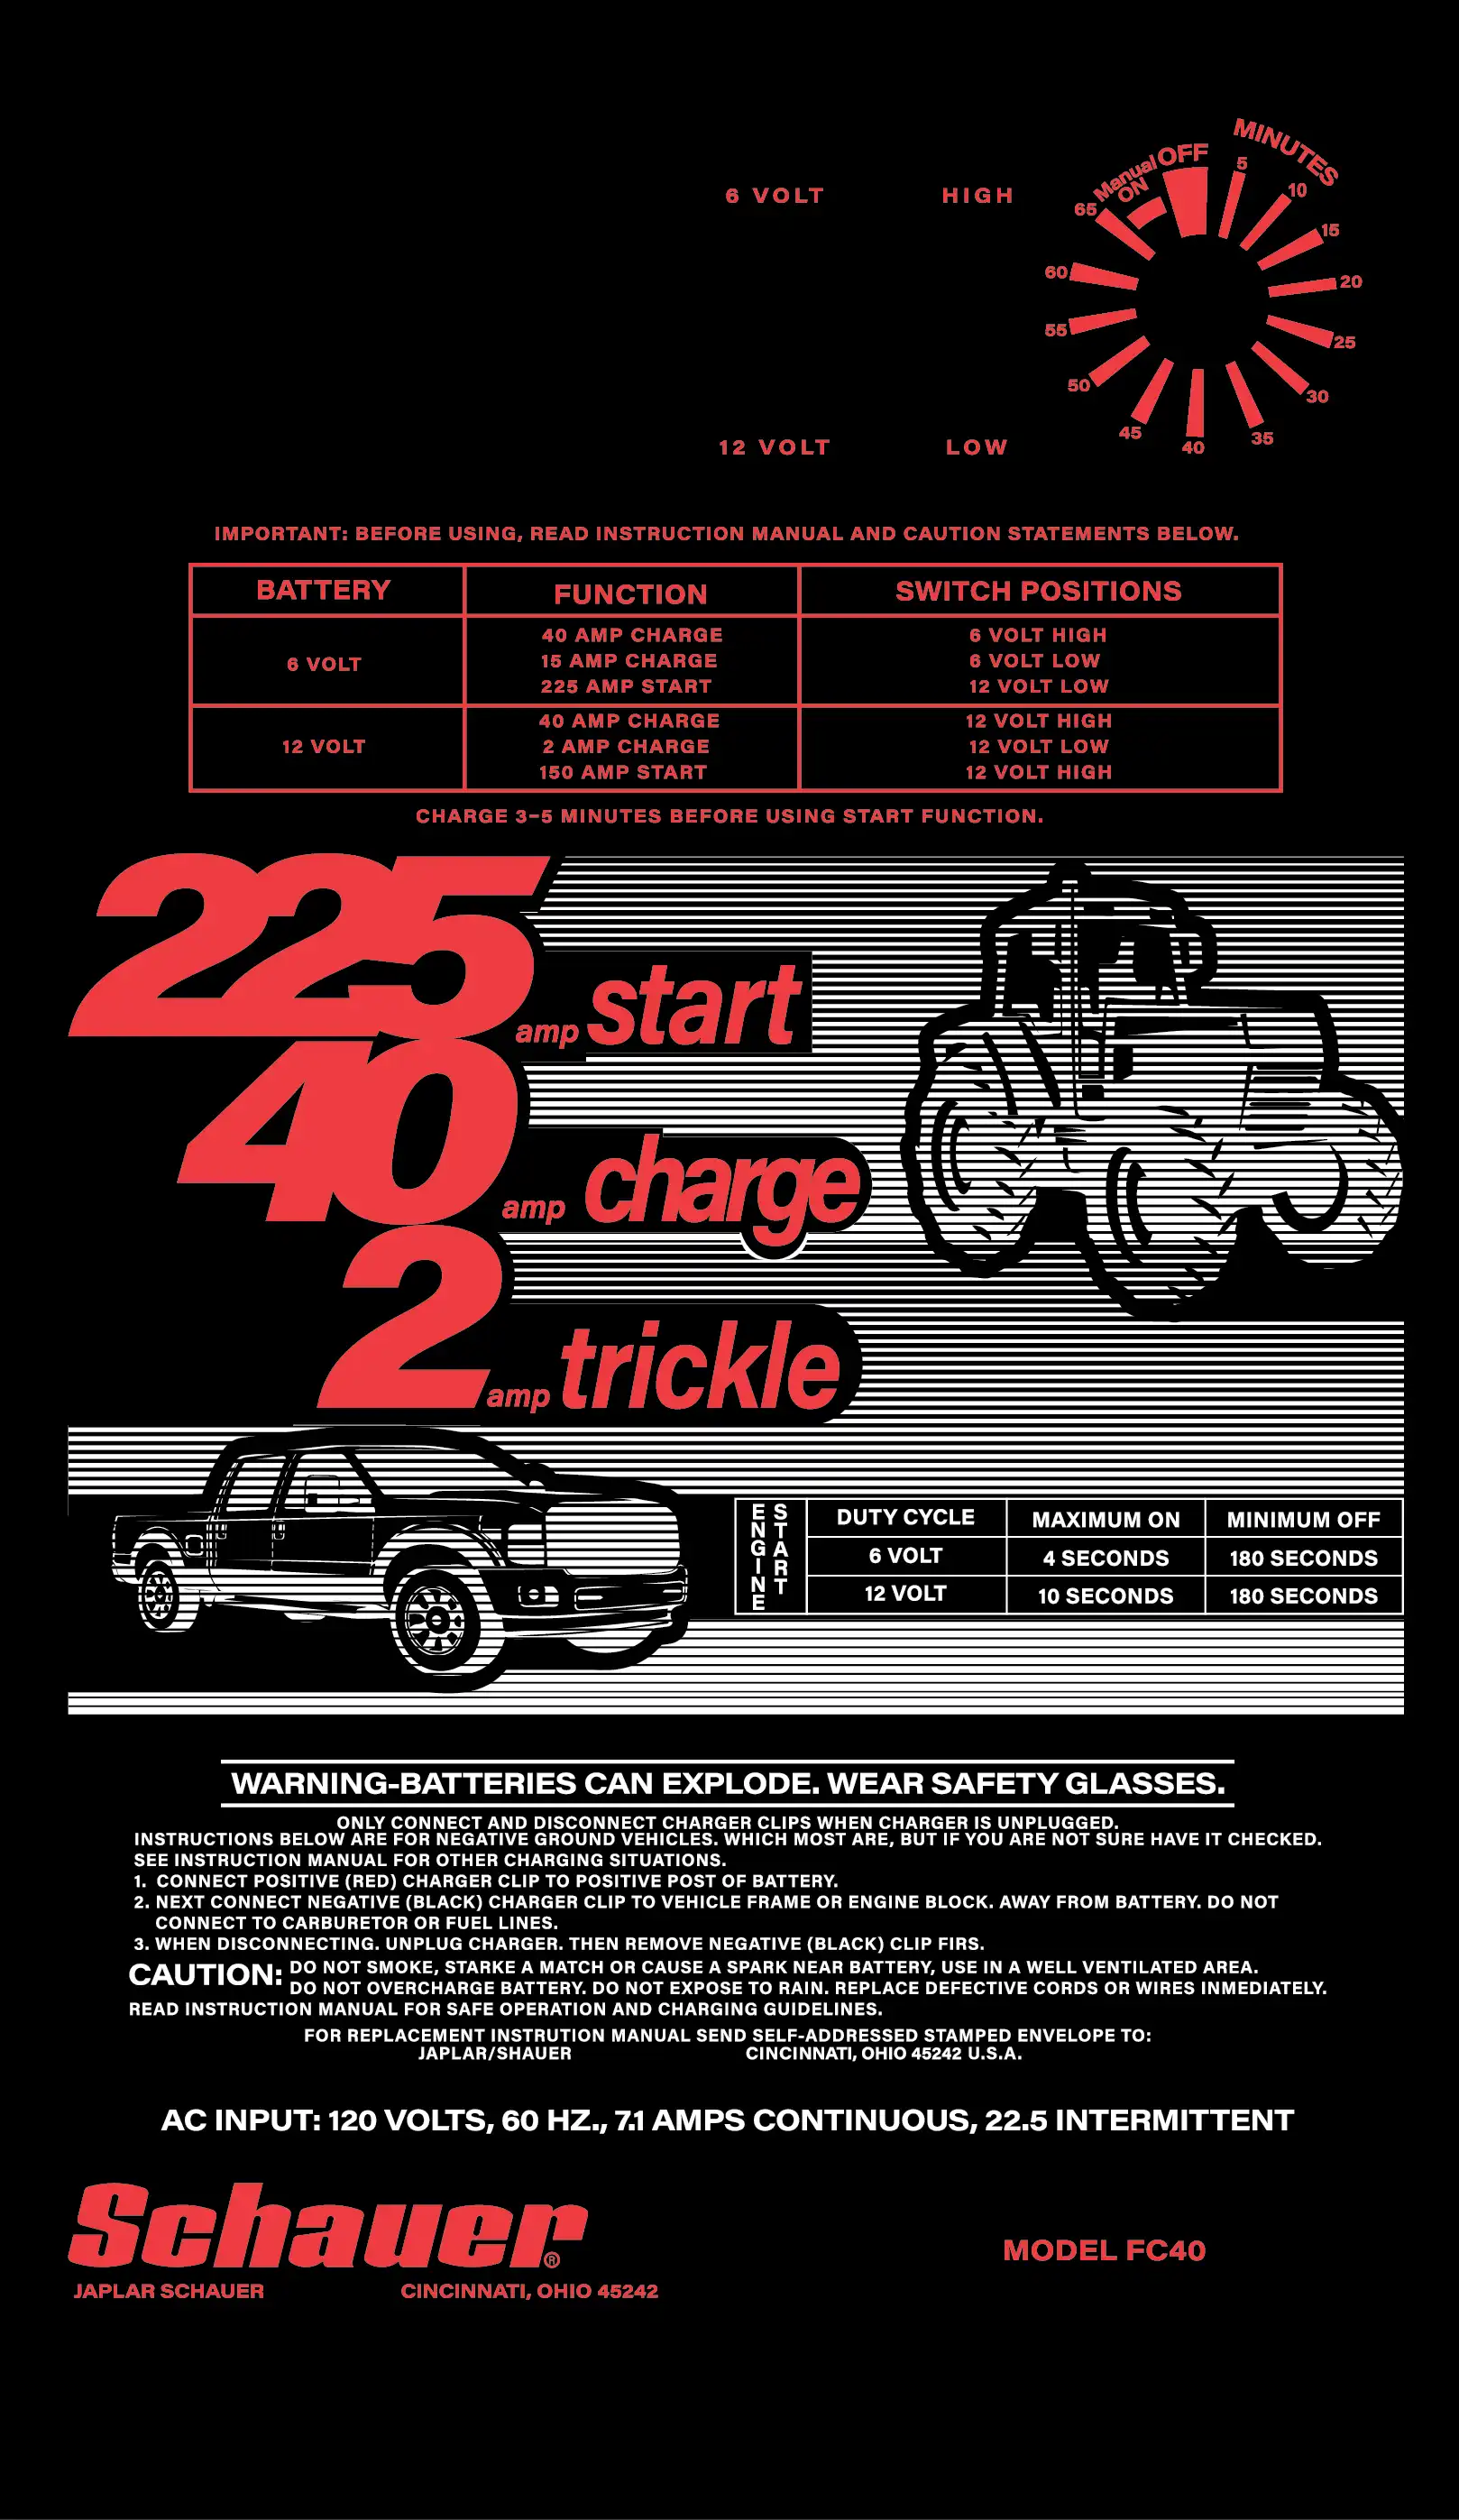 MINUTES
Manual ON OFF
5
10
15
20
25
30
35
40
45
50
55
60
65
6 VOLT HIGH
12 VOLT LOW
IMPORTANT: BEFORE USING, READ INSTRUCTION MANUAL AND CAUTION STATEMENTS BELOW.
BATTERY FUNCTION SWITCH POSITIONS
6 VOLT
40 AMP CHARGE 6 VOLT HIGH
15 AMP CHARGE 6 VOLT LOW
225 AMP START 12 VOLT LOW
12 VOLT
40 AMP CHARGE 12 VOLT HIGH
2 AMP CHARGE 12 VOLT LOW
150 AMP START 12 VOLT HIGH
CHARGE 3-5 MINUTES BEFORE USING START FUNCTION.
225 amp start
40 amp charge
2 amp trickle
ENGINE START
DUTY CYCLE MAXIMUM ON MINIMUM OFF
6 VOLT 4 SECONDS 180 SECONDS
12 VOLT 10 SECONDS 180 SECONDS
WARNING-BATTERIES CAN EXPLODE. WEAR SAFETY GLASSES.
ONLY CONNECT AND DISCONNECT CHARGER CLIPS WHEN CHARGER IS UNPLUGGED.
INSTRUCTIONS BELOW ARE FOR NEGATIVE GROUND VEHICLES. WHICH MOST ARE, BUT IF YOU ARE NOT SURE HAVE IT CHECKED.
SEE INSTRUCTION MANUAL FOR OTHER CHARGING SITUATIONS.
1. CONNECT POSITIVE (RED) CHARGER CLIP TO POSITIVE POST OF BATTERY.
2. NEXT CONNECT NEGATIVE (BLACK) CHARGER CLIP TO VEHICLE FRAME OR ENGINE BLOCK. AWAY FROM BATTERY. DO NOT
CONNECT TO CARBURETOR OR FUEL LINES.
3. WHEN DISCONNECTING. UNPLUG CHARGER. THEN REMOVE NEGATIVE (BLACK) CLIP FIRS.
CAUTION: DO NOT SMOKE, STARKE A MATCH OR CAUSE A SPARK NEAR BATTERY, USE IN A WELL VENTILATED AREA.
DO NOT OVERCHARGE BATTERY. DO NOT EXPOSE TO RAIN. REPLACE DEFECTIVE CORDS OR WIRES INMEDIATELY.
READ INSTRUCTION MANUAL FOR SAFE OPERATION AND CHARGING GUIDELINES.
FOR REPLACEMENT INSTRUTION MANUAL SEND SELF-ADDRESSED STAMPED ENVELOPE TO:
JAPLAR/SHAUER CINCINNATI, OHIO 45242 U.S.A.
AC INPUT: 120 VOLTS, 60 HZ., 7.1 AMPS CONTINUOUS, 22.5 INTERMITTENT
Schauer®
JAPLAR SCHAUER CINCINNATI, OHIO 45242
MODEL FC40